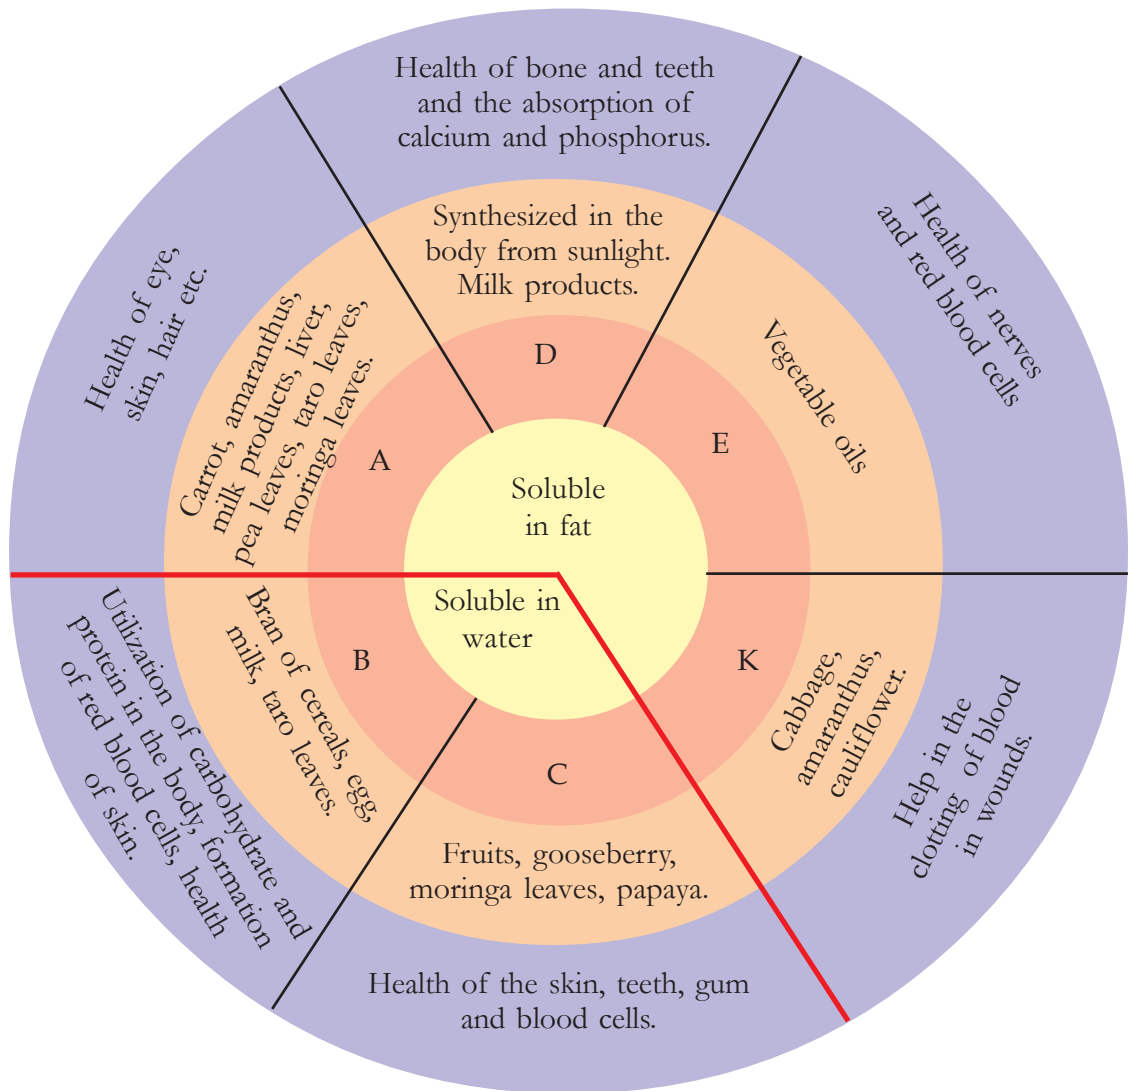 Health of bone and teeth
and the absorption of
calcium and phosphorus.
Synthesized in the
body from sunlight.
Milk products.
D
Health of nerves
and red blood cells
Vegetable oils
E
Health of eye,
skin, hair etc.
Carrot, amaranthus,
milk products, liver,
pea leaves, taro leaves,
moringa leaves.
A
Soluble
in fat
Soluble in
water
B
Bran of cereals, egg,
milk, taro leaves.
Utilization of carbohydrate and
protein in the body, formation
of red blood cells, health
of skin.
K
Cabbage,
amaranthus,
cauliflower.
Help in the
clotting of blood
in wounds.
C
Fruits, gooseberry,
moringa leaves, papaya.
Health of the skin, teeth, gum
and blood cells.